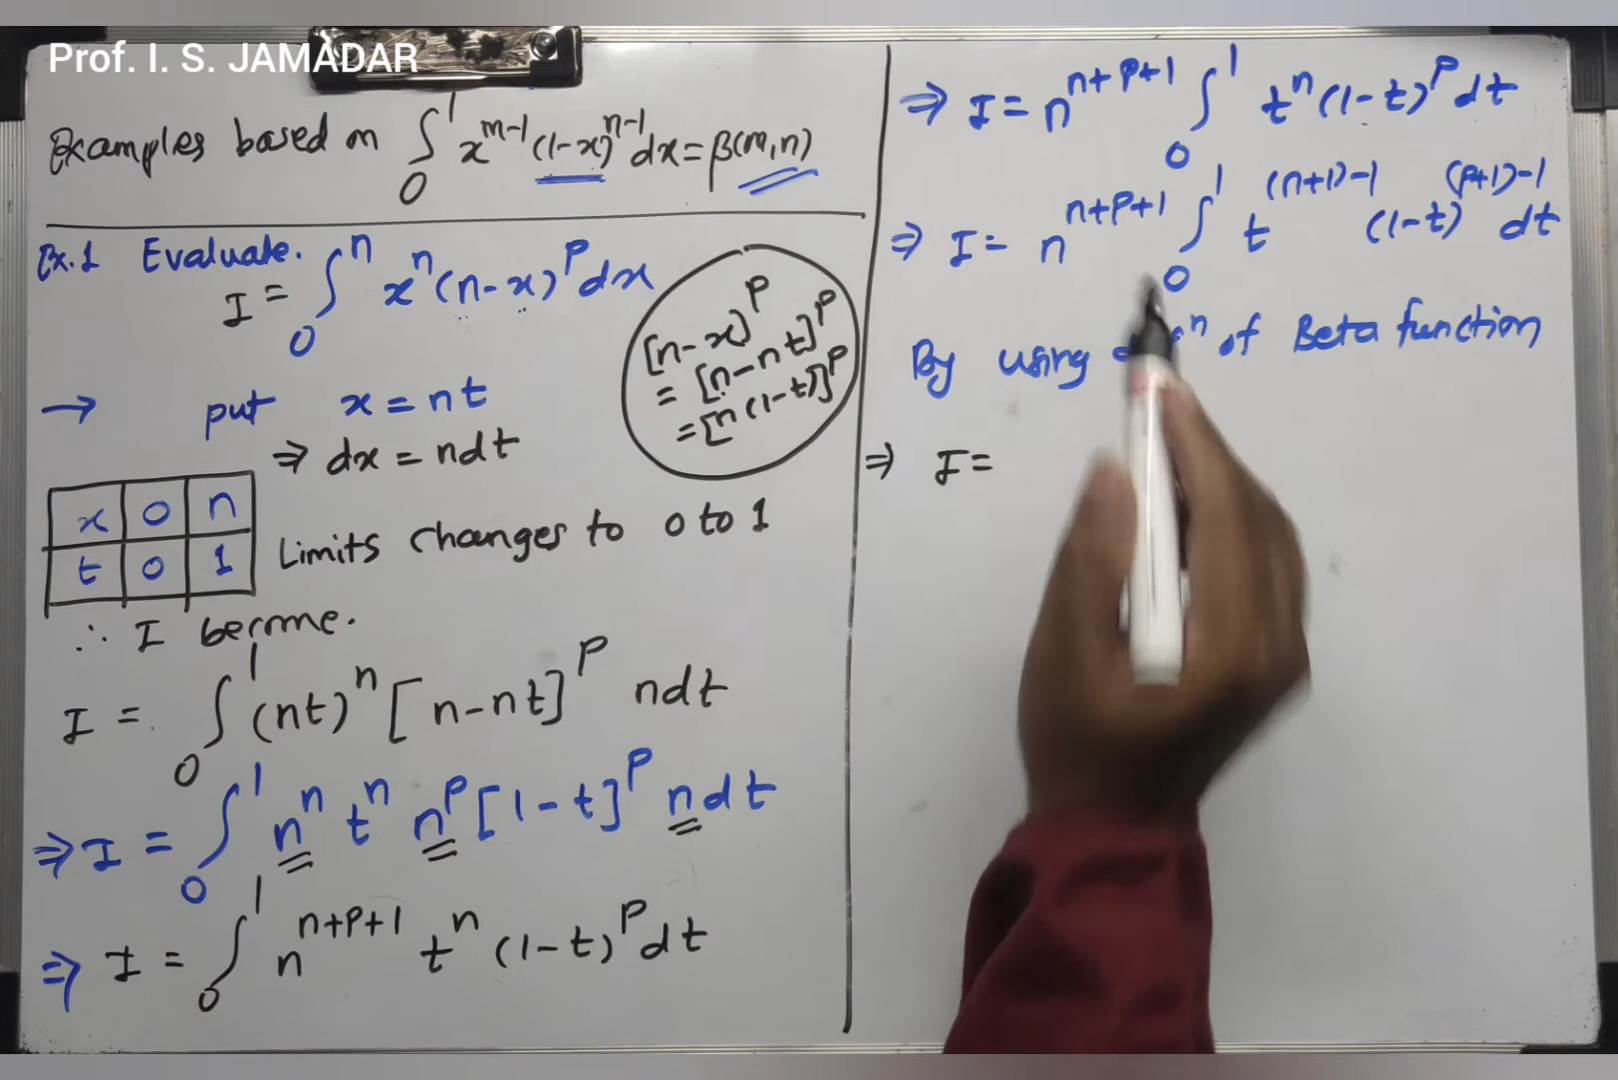 Prof. I. S. JAMADAR
Examples based on ∫₀¹ x^(m-1) (1-x)^(n-1) dx = β(m,n)
Ex.1 Evaluate.
I = ∫₀ⁿ xⁿ (n-x)^p dx
[n-x]^p
= [n-nt]^p
= [n(1-t)]^p
→ put x = nt
⇒ dx = ndt
x 0 n
t 0 1
Limits changes to 0 to 1
∴ I become.
I = ∫₀¹ (nt)ⁿ [n-nt]^p ndt
⇒ I = ∫₀¹ nⁿ tⁿ n^p [1-t]^p n dt
⇒ I = ∫₀¹ n^(n+p+1) tⁿ (1-t)^p dt
⇒ I = n^(n+p+1) ∫₀¹ tⁿ (1-t)^p dt
⇒ I = n^(n+p+1) ∫₀¹ t^((n+1)-1) (1-t)^((p+1)-1) dt
By using of Beta function
⇒ I =